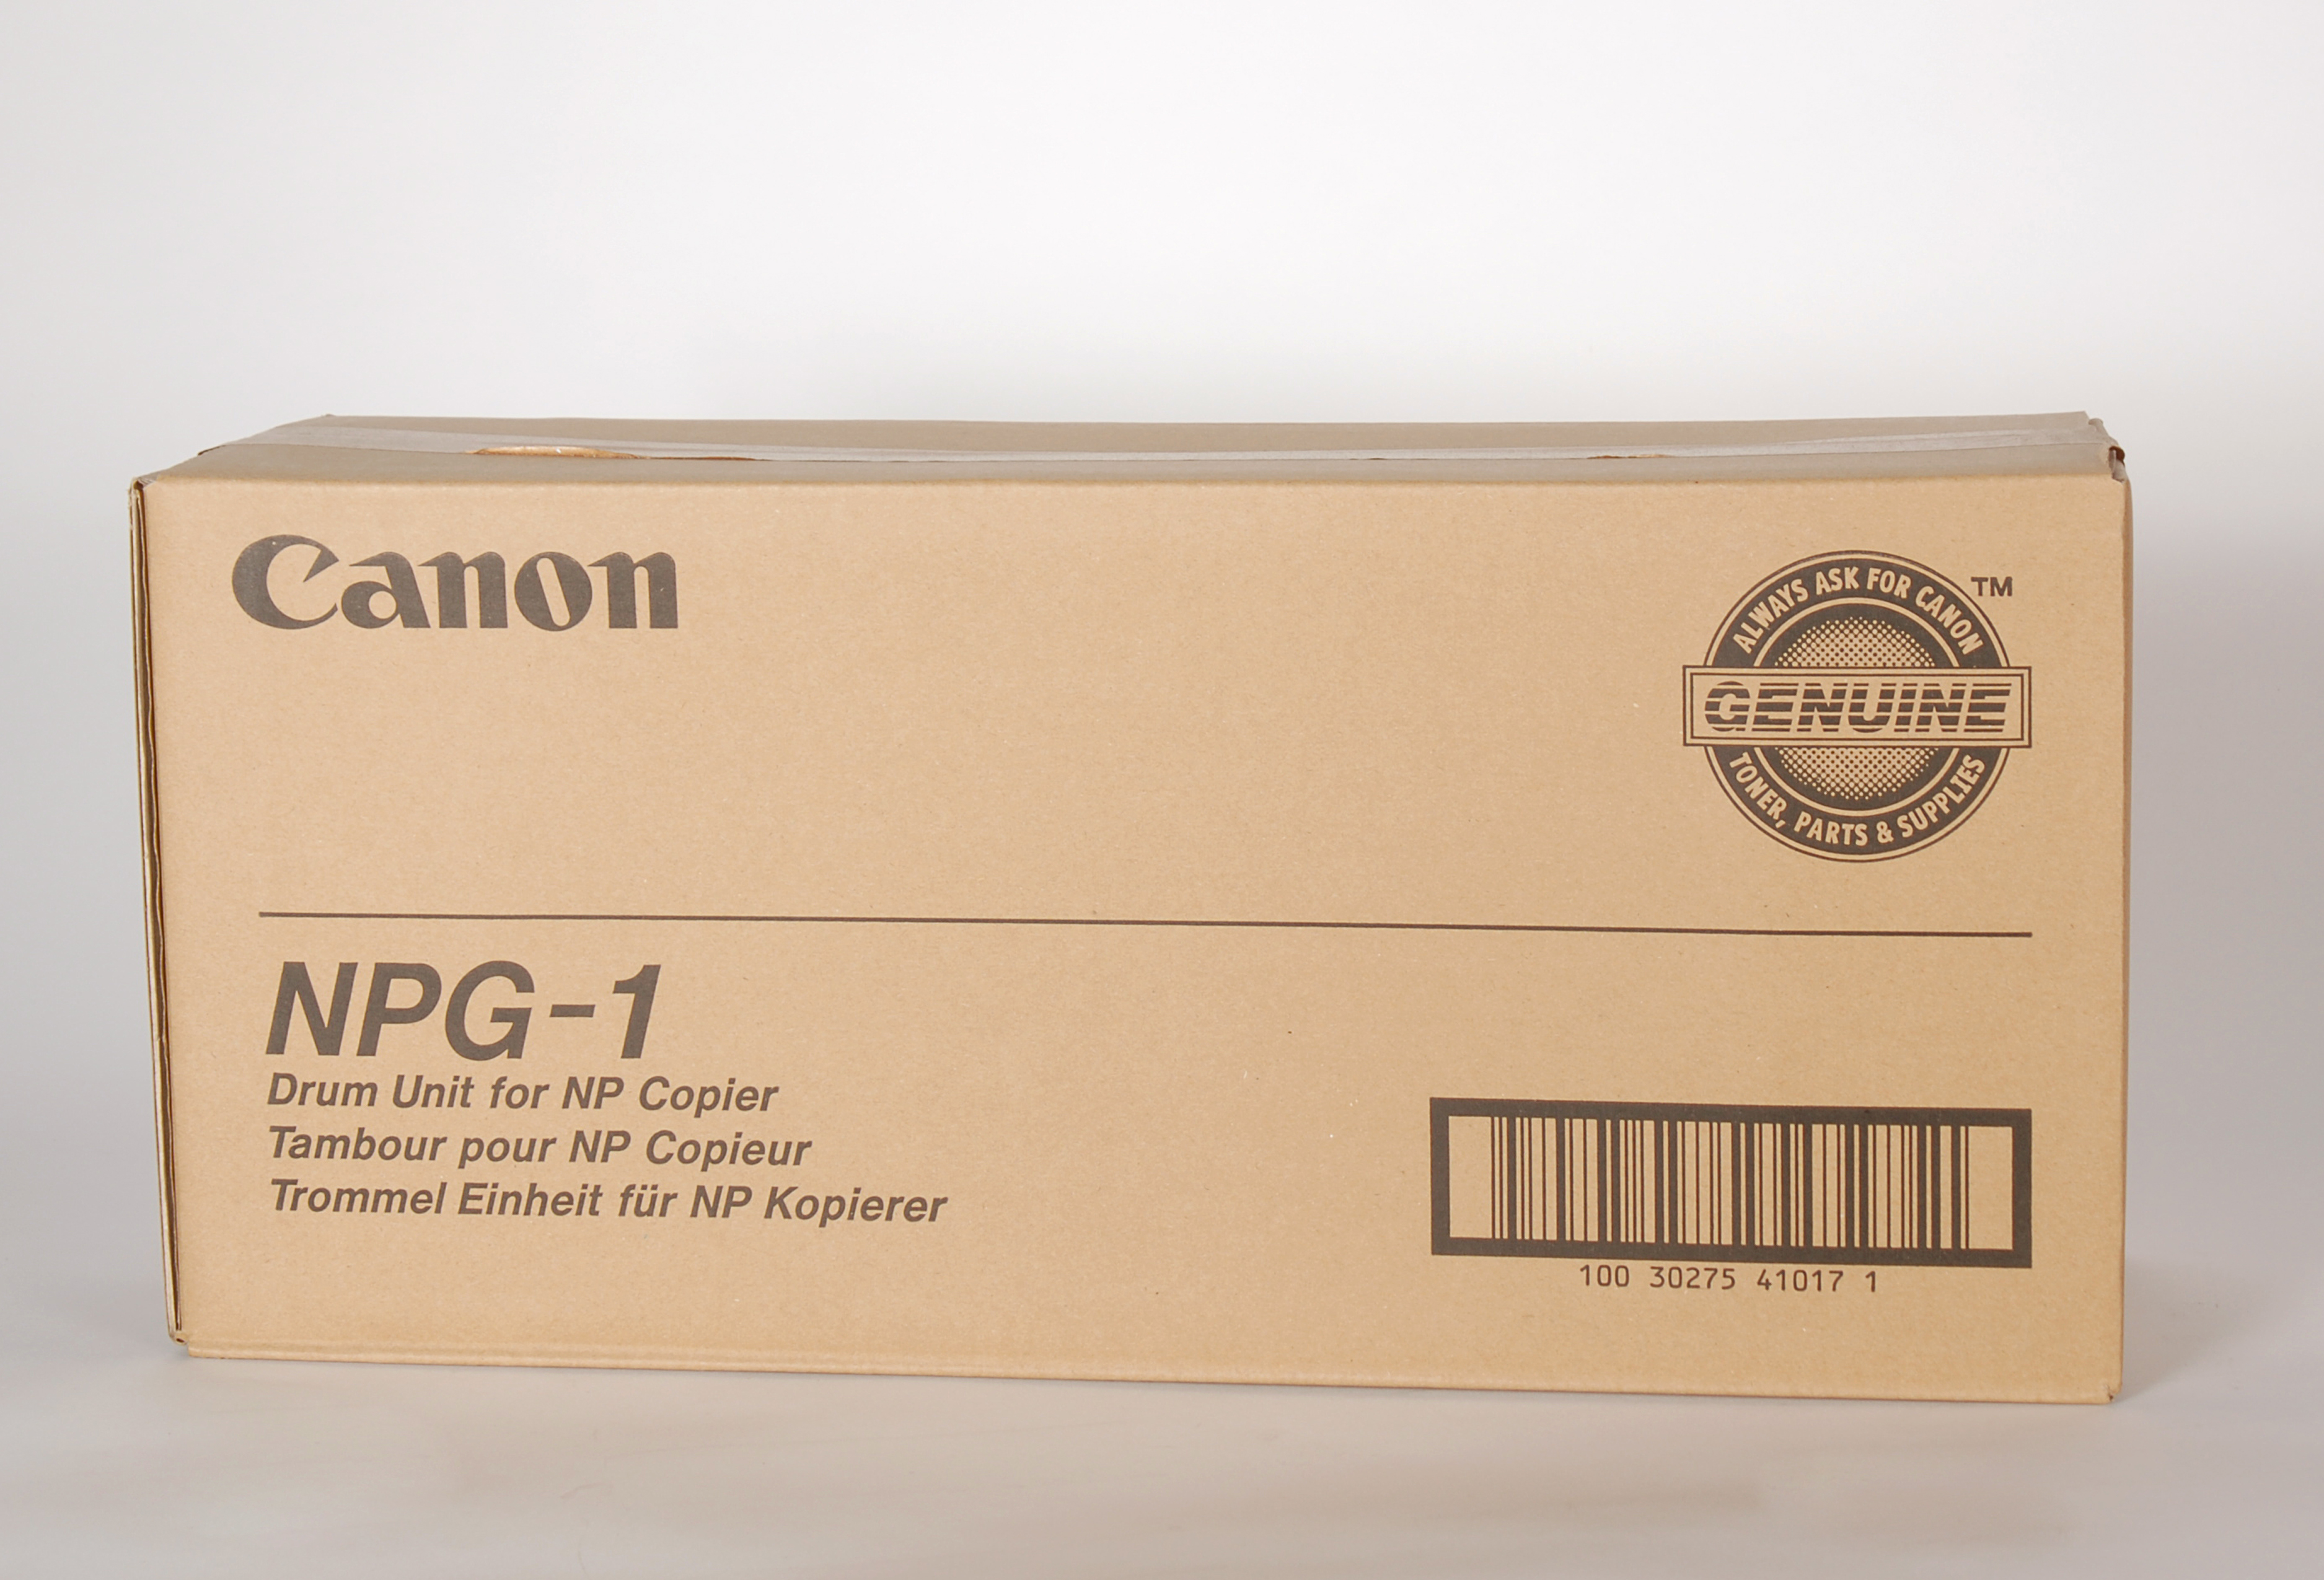 Canon
ALWAYS ASK FOR CANON
TM
GENUINE
TONER, PARTS & SUPPLIES
NPG-1
Drum Unit for NP Copier
Tambour pour NP Copieur
Trommel Einheit für NP Kopierer
100 30275 41017 1